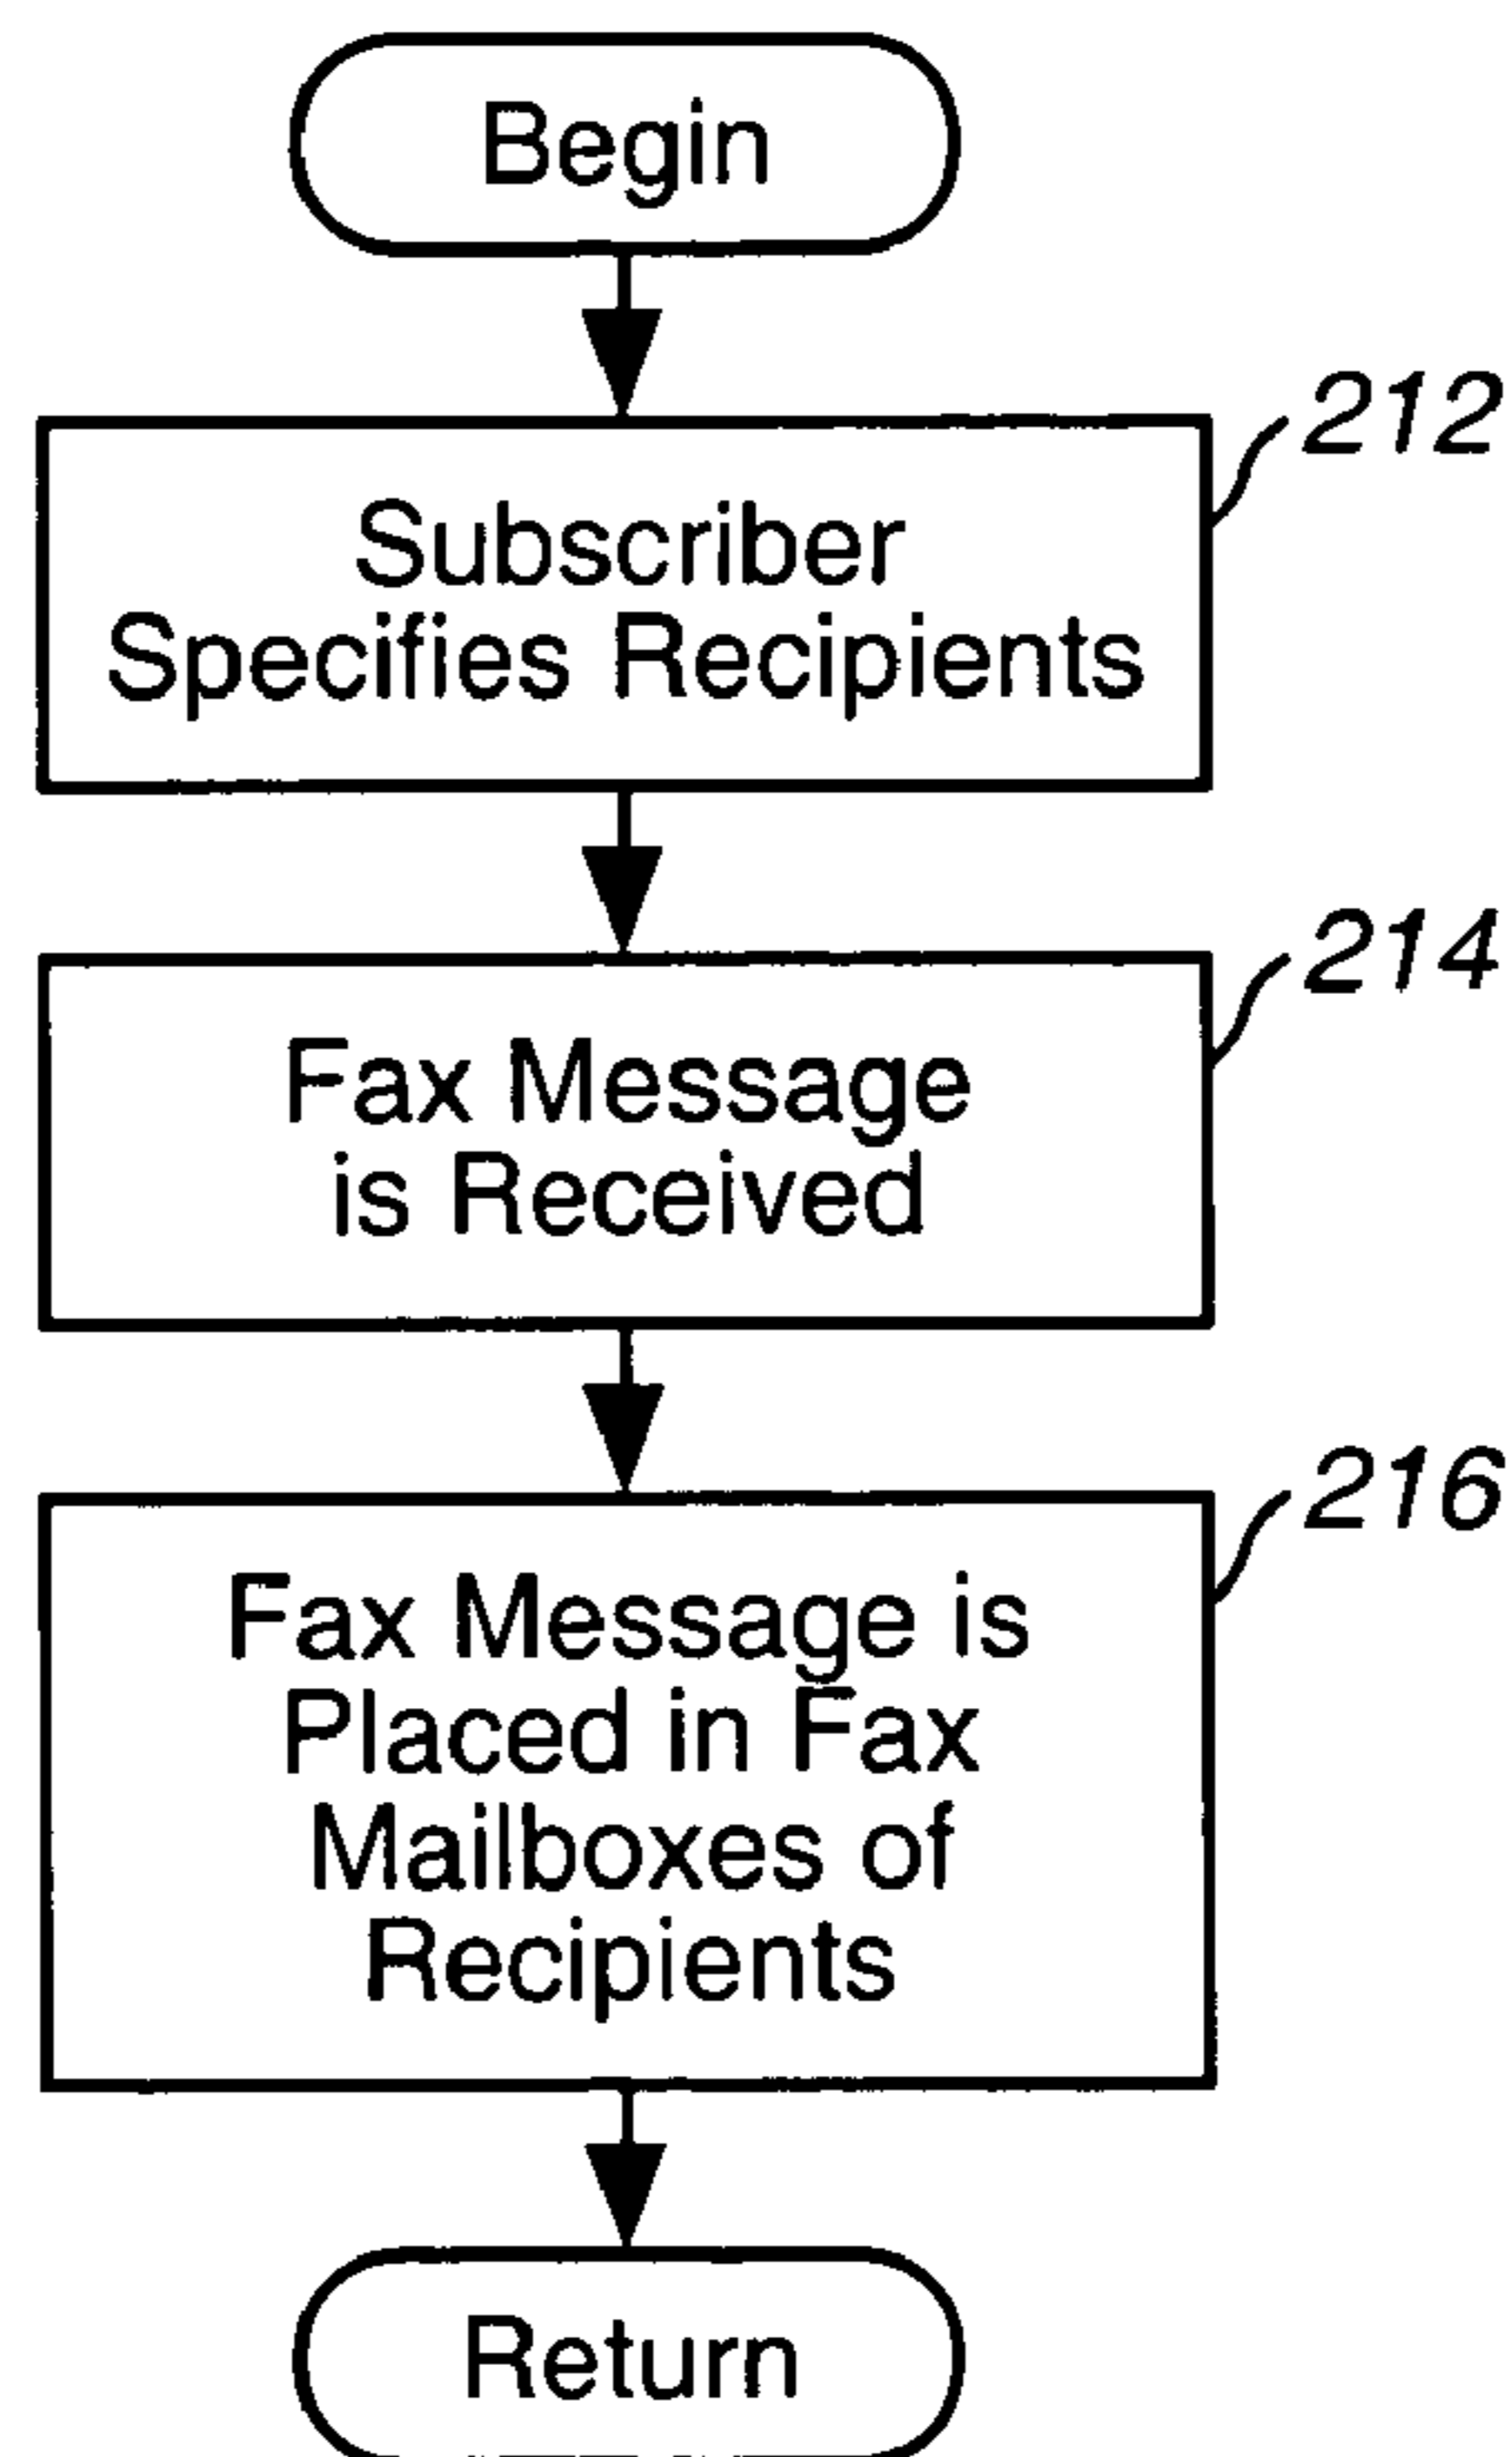 Begin
212
Subscriber
Specifies Recipients
214
Fax Message
is Received
216
Fax Message is
Placed in Fax
Mailboxes of
Recipients
Return